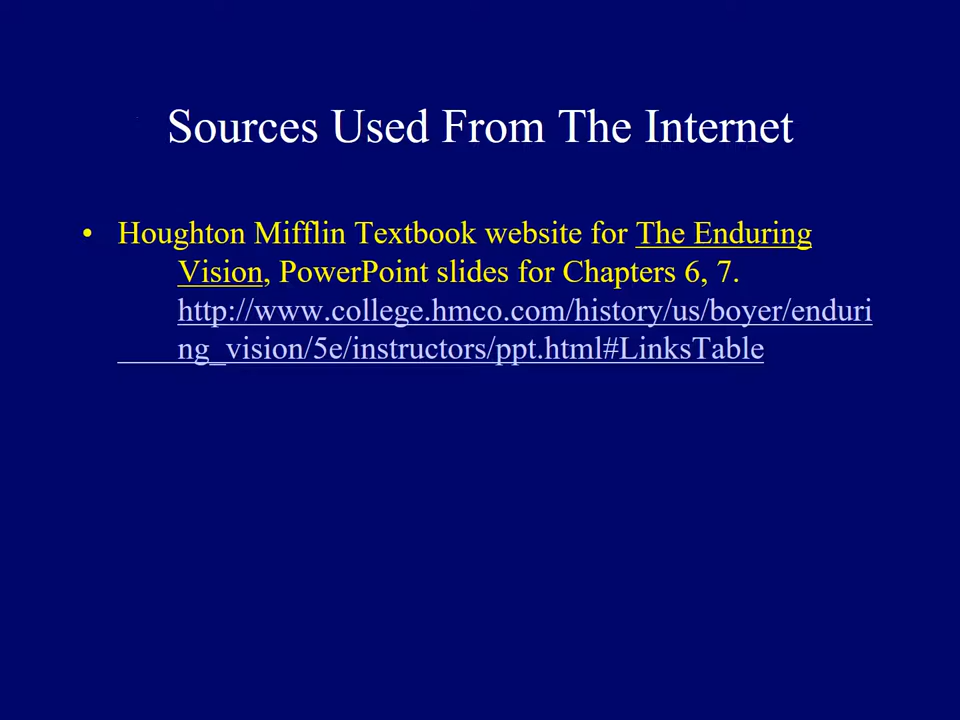 Sources Used From The Internet
• Houghton Mifflin Textbook website for The Enduring
Vision, PowerPoint slides for Chapters 6, 7.
http://www.college.hmco.com/history/us/boyer/enduri
ng_vision/5e/instructors/ppt.html#LinksTable